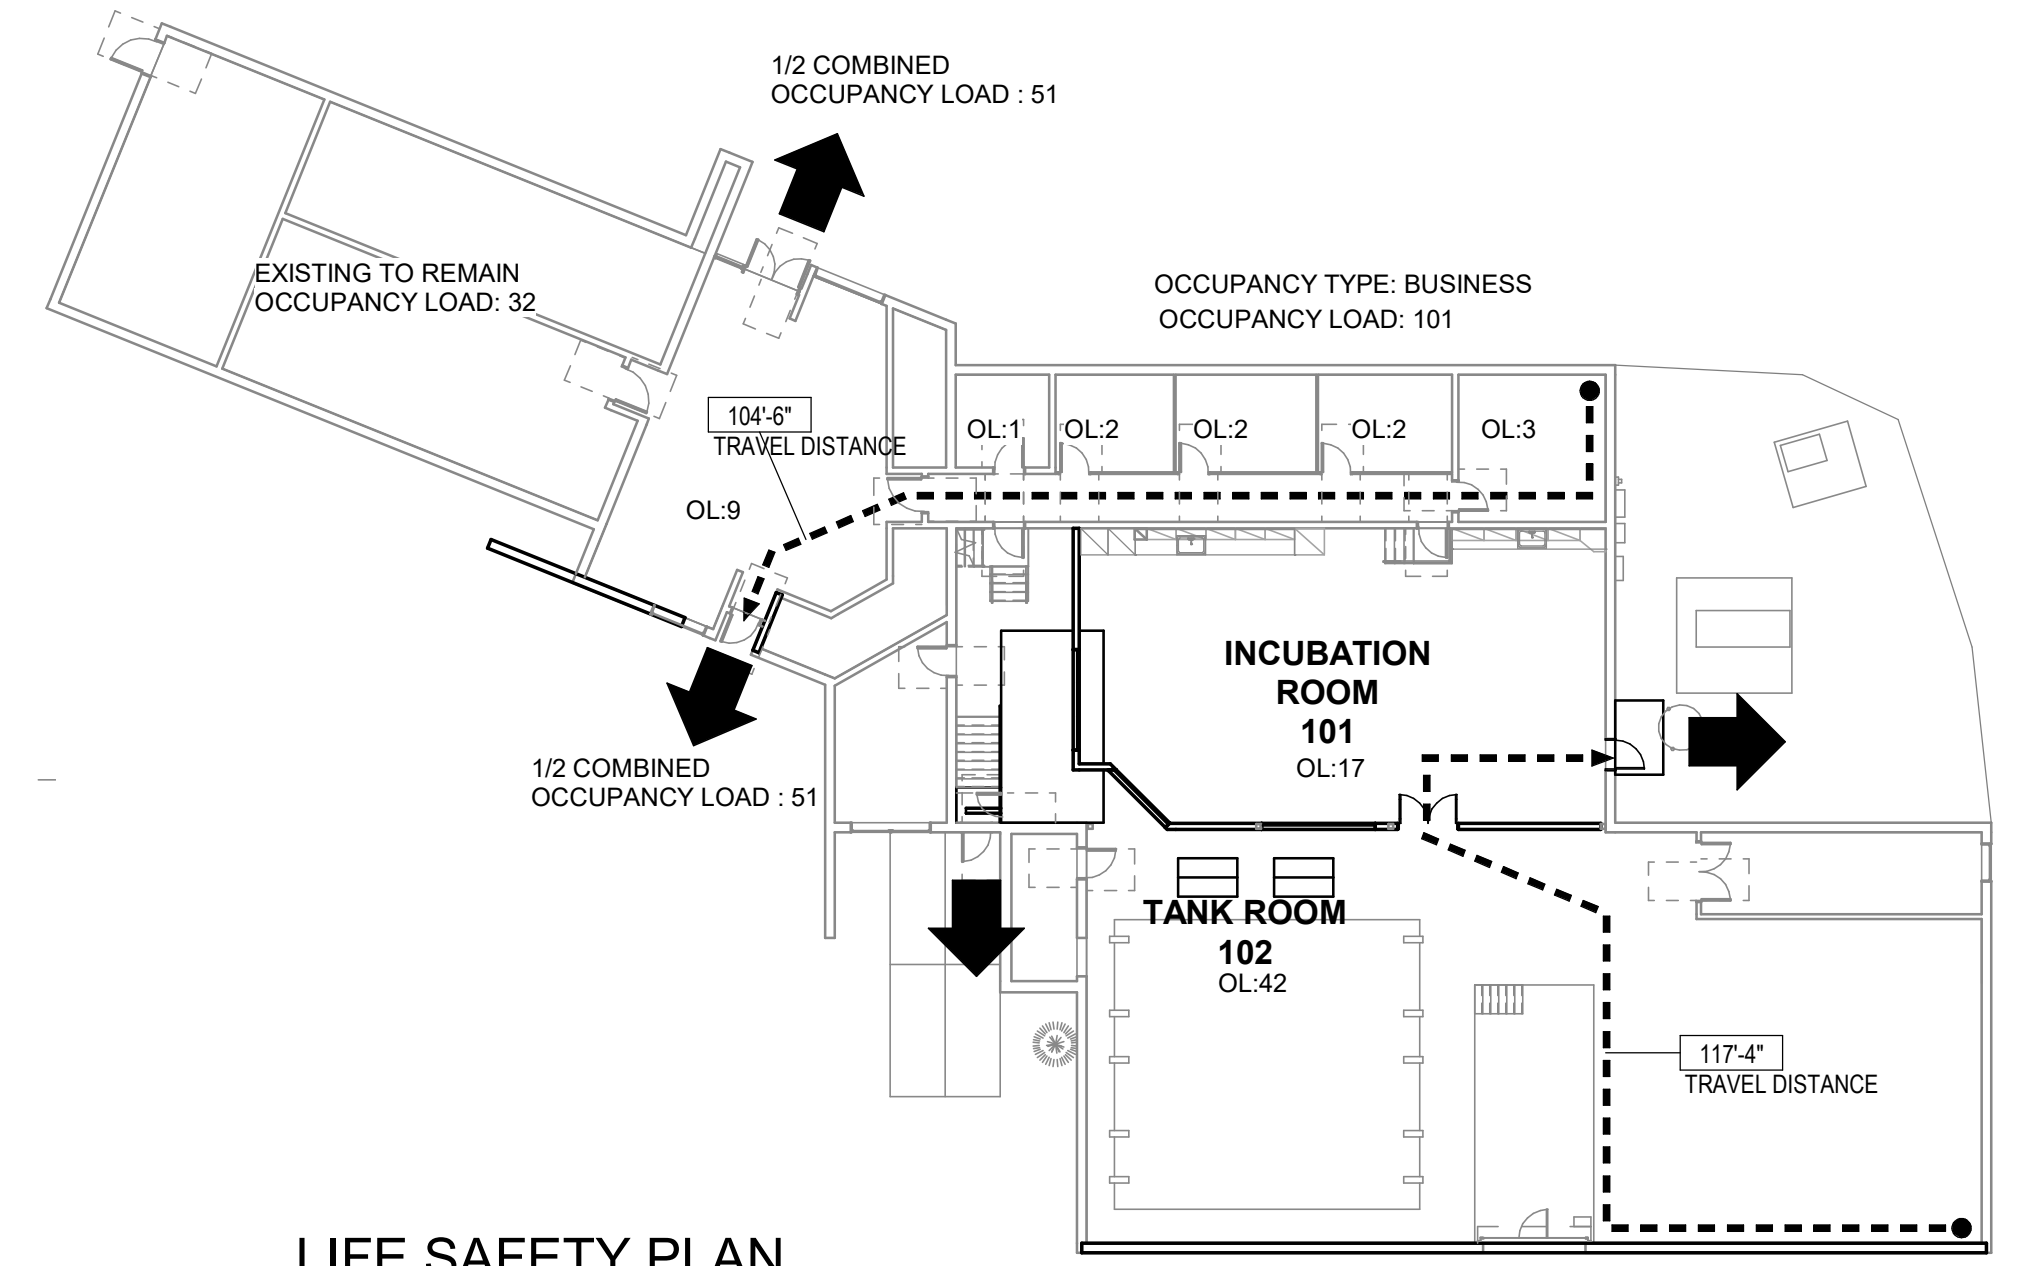 1/2 COMBINED
OCCUPANCY LOAD : 51
EXISTING TO REMAIN
OCCUPANCY LOAD: 32
OCCUPANCY TYPE: BUSINESS
OCCUPANCY LOAD: 101
104'-6"
TRAVEL DISTANCE
OL:1
OL:2
OL:2
OL:2
OL:3
OL:9
INCUBATION
ROOM
101
OL:17
1/2 COMBINED
OCCUPANCY LOAD : 51
TANK ROOM
102
OL:42
117'-4"
TRAVEL DISTANCE
LIFE SAFETY PLAN